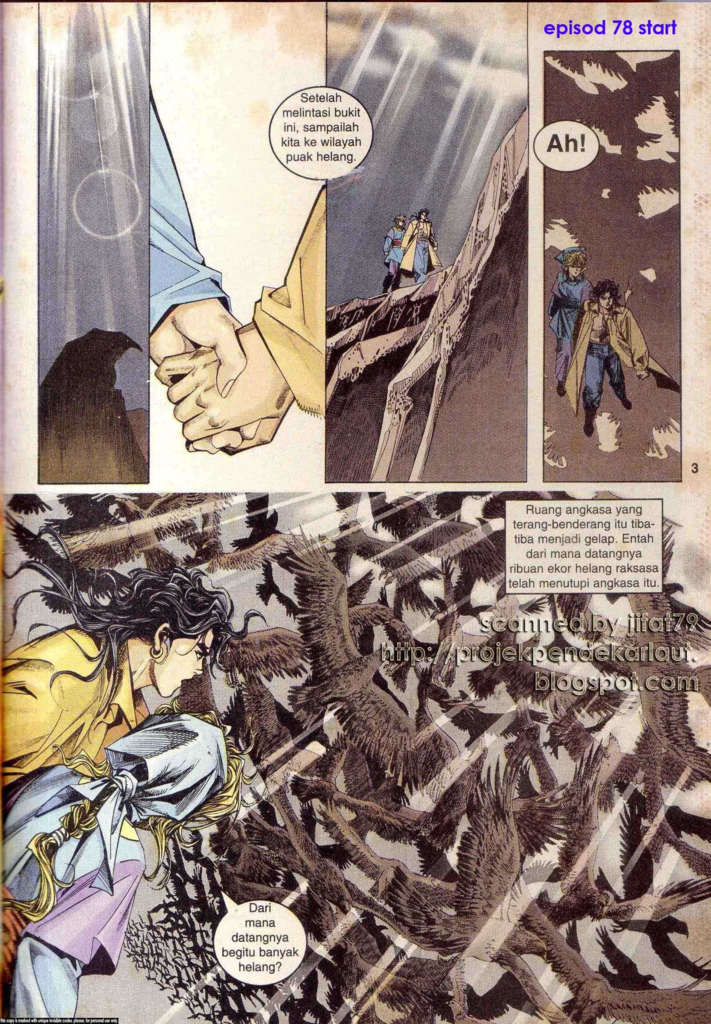 episod 78 start
Setelah
melintasi bukit
ini, sampailah
kita ke wilayah
puak helang.
Ah!
3
Ruang angkasa yang
terang-benderang itu tiba-
tiba menjadi gelap. Entah
dari mana datangnya
ribuan ekor helang raksasa
telah menutupi angkasa itu.
scanned by jifat79
http://projekpendekarlaut.
blogspot.com
Dari
mana
datangnya
begitu banyak
helang?